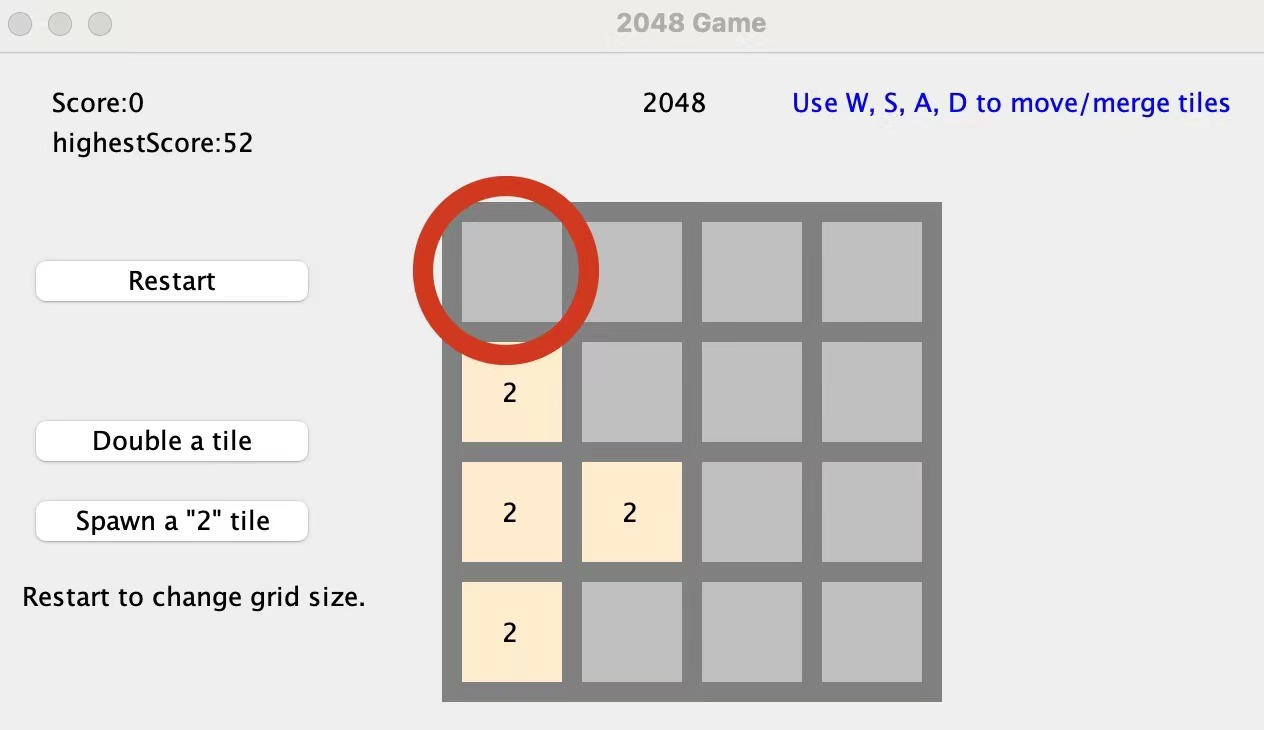 2048 Game
Score:0
2048
Use W, S, A, D to move/merge tiles
highestScore:52
Restart
2
Double a tile
2 2
Spawn a "2" tile
Restart to change grid size.
2